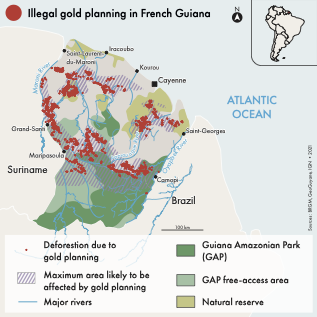 Illegal gold planning in French Guiana
N
Iracoubo
Saint-Laurent-
du-Maroni
Kourou
Cayenne
Maroni River
ATLANTIC
OCEAN
Grand-Santi
Saint-Georges
Maripasoula
Oyapock River
Suriname
Camopi
Brazil
100 km
Sources: BRGM, GeoGuyane, IGN • 2021
Deforestion due to
gold planning
Maximum area likely to be
affected by gold planning
Major rivers
Guiana Amazonian Park
(GAP)
GAP free-access area
Natural reserve